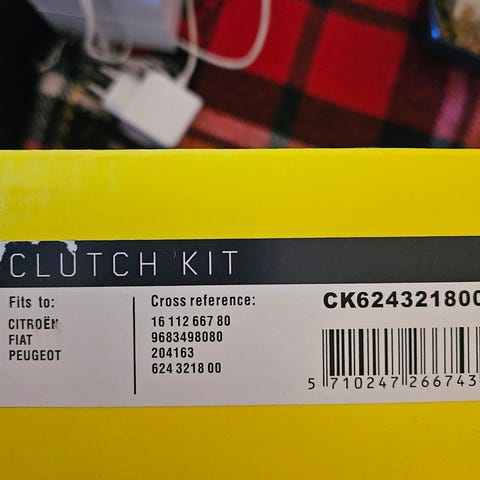 CLUTCH KIT
Fits to:
CITROËN
FIAT
PEUGEOT
Cross reference:
16 112 667 80
9683498080
204163
624 3218 00
CK624321800
5 710247 266743